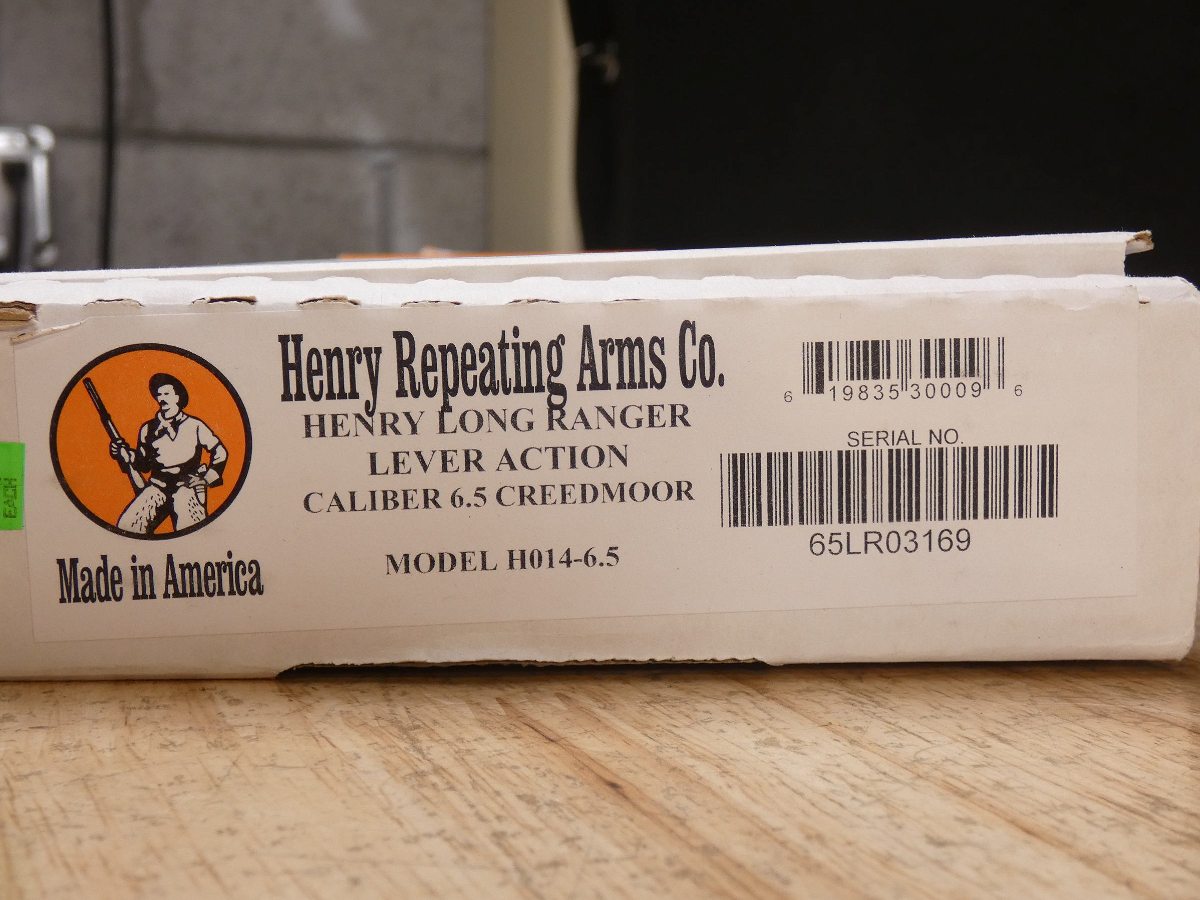 Henry Repeating Arms Co.
HENRY LONG RANGER
LEVER ACTION
CALIBER 6.5 CREEDMOOR
MODEL H014-6.5
Made in America
6 19835 30009 6
SERIAL NO.
65LR03169
EACH